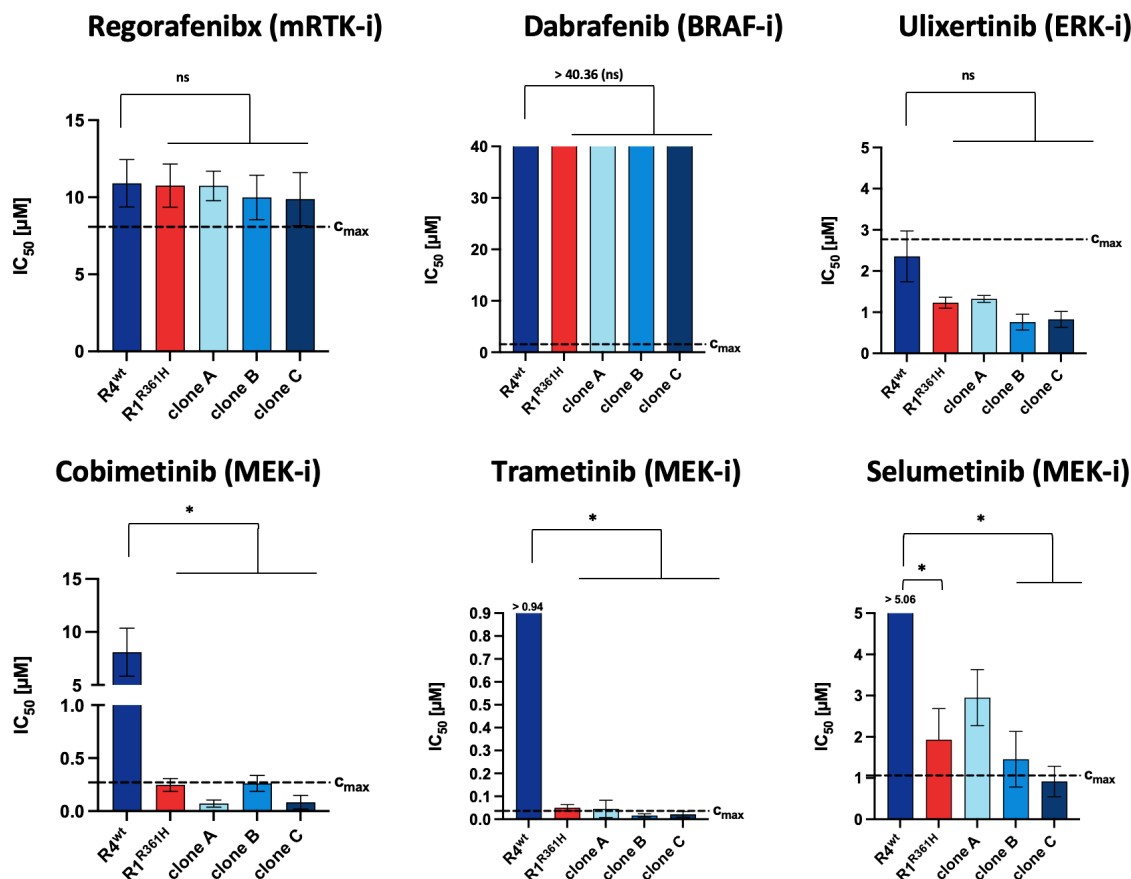 Regorafenibx (mRTK-i)
ns
15
10
5
0
IC50 [µM]
cmax
R4wt
R1R361H
clone A
clone B
clone C
Dabrafenib (BRAF-i)
> 40.36 (ns)
40
30
20
10
0
IC50 [µM]
cmax
R4wt
R1R361H
clone A
clone B
clone C
Ulixertinib (ERK-i)
ns
5
4
3
2
1
0
IC50 [µM]
cmax
R4wt
R1R361H
clone A
clone B
clone C
Cobimetinib (MEK-i)
*
15
10
5
1.0
0.5
0.0
IC50 [µM]
cmax
R4wt
R1R361H
clone A
clone B
clone C
Trametinib (MEK-i)
*
> 0.94
0.9
0.8
0.7
0.6
0.5
0.4
0.3
0.2
0.1
0.0
IC50 [µM]
cmax
R4wt
R1R361H
clone A
clone B
clone C
Selumetinib (MEK-i)
*
*
> 5.06
5
4
3
2
1
0
IC50 [µM]
cmax
R4wt
R1R361H
clone A
clone B
clone C